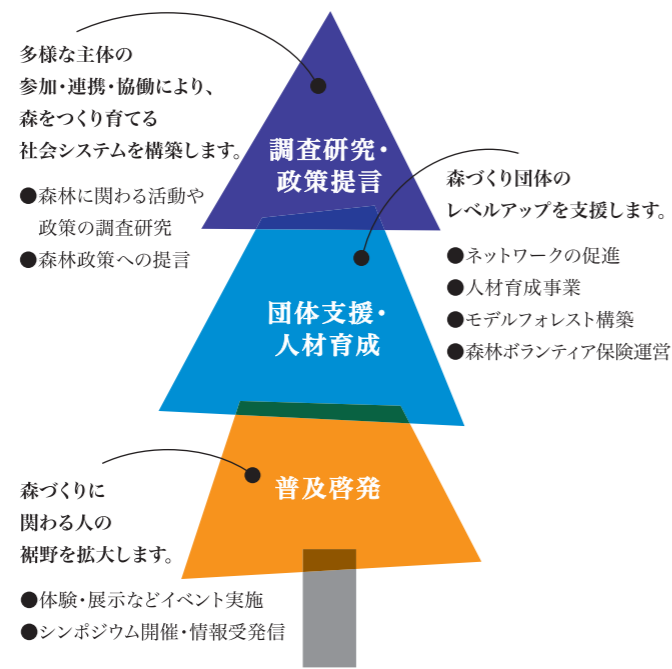 多様な主体の
参加・連携・協働により、
森をつくり育てる
社会システムを構築します。
●森林に関わる活動や
政策の調査研究
●森林政策への提言
調査研究・
政策提言
森づくり団体の
レベルアップを支援します。
●ネットワークの促進
●人材育成事業
●モデルフォレスト構築
●森林ボランティア保険運営
団体支援・
人材育成
普及啓発
森づくりに
関わる人の
裾野を拡大します。
●体験・展示などイベント実施
●シンポジウム開催・情報受発信